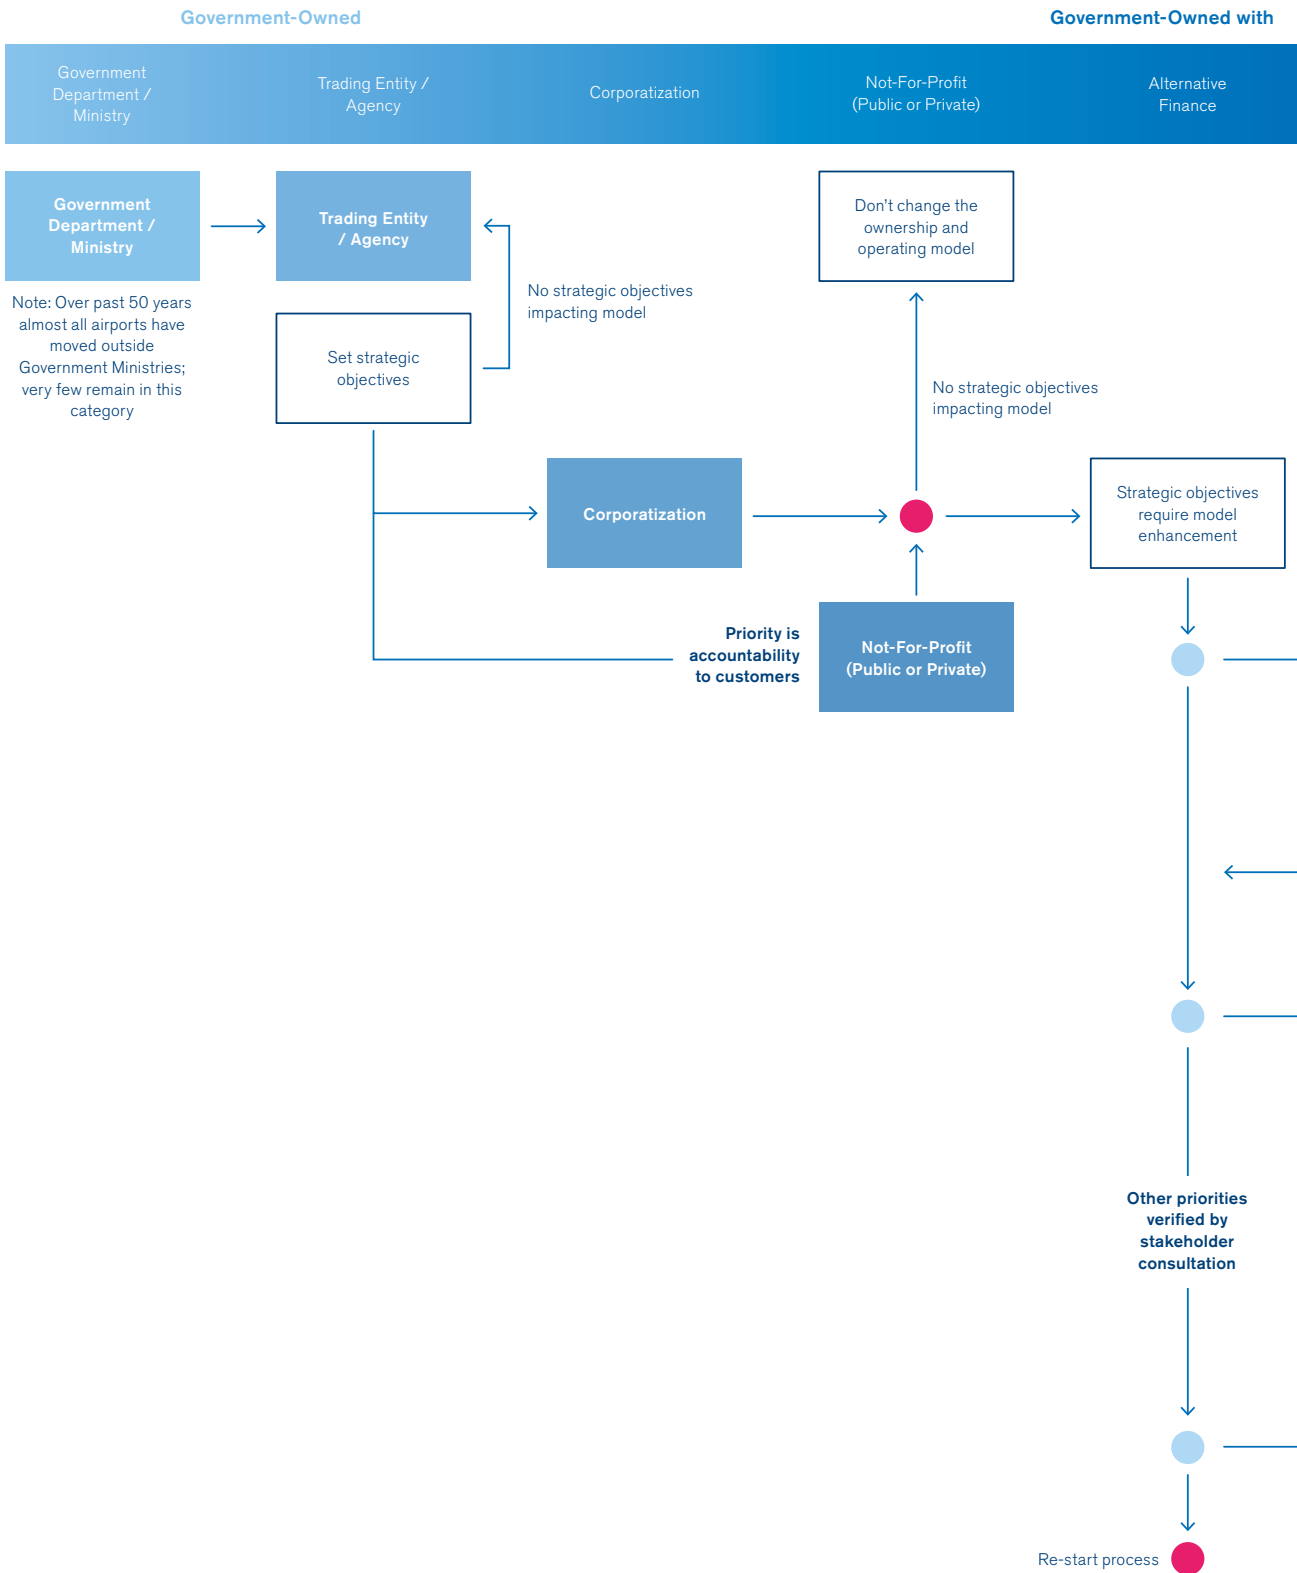 Government-Owned
Government-Owned with
Government
Department /
Ministry
Trading Entity /
Agency
Corporatization
Not-For-Profit
(Public or Private)
Alternative
Finance
Government
Department /
Ministry
Trading Entity
/ Agency
Don't change the
ownership and
operating model
Note: Over past 50 years
almost all airports have
moved outside
Government Ministries;
very few remain in this
category
No strategic objectives
impacting model
Set strategic
objectives
No strategic objectives
impacting model
Corporatization
Strategic objectives
require model
enhancement
Priority is
accountability
to customers
Not-For-Profit
(Public or Private)
Other priorities
verified by
stakeholder
consultation
Re-start process